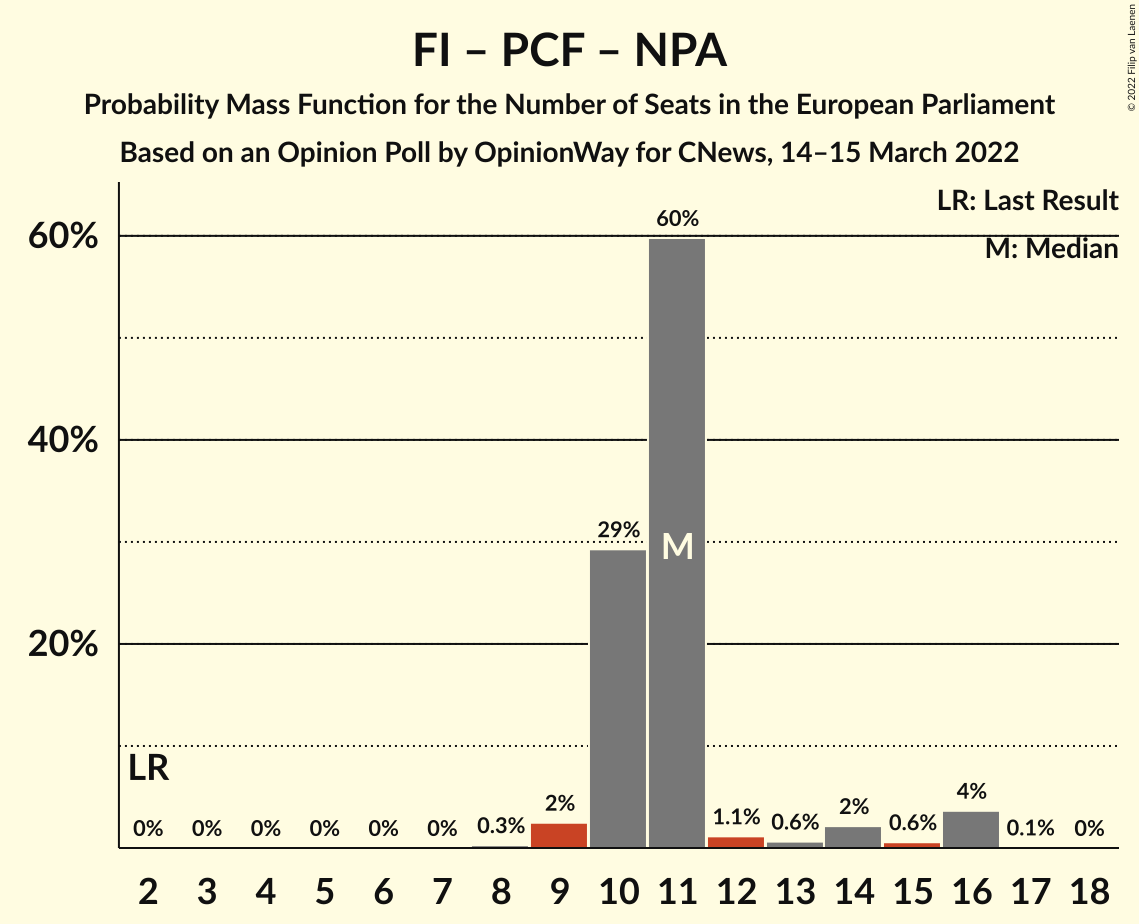 FI – PCF – NPA
Probability Mass Function for the Number of Seats in the European Parliament
Based on an Opinion Poll by OpinionWay for CNews, 14–15 March 2022
© 2022 Filip van Laenen
LR: Last Result
M: Median
60%
40%
20%
60%
29%
M
LR
0%
0%
0%
0%
0%
0%
0.3%
2%
1.1%
0.6%
2%
0.6%
4%
0.1%
0%
2 3 4 5 6 7 8 9 10 11 12 13 14 15 16 17 18